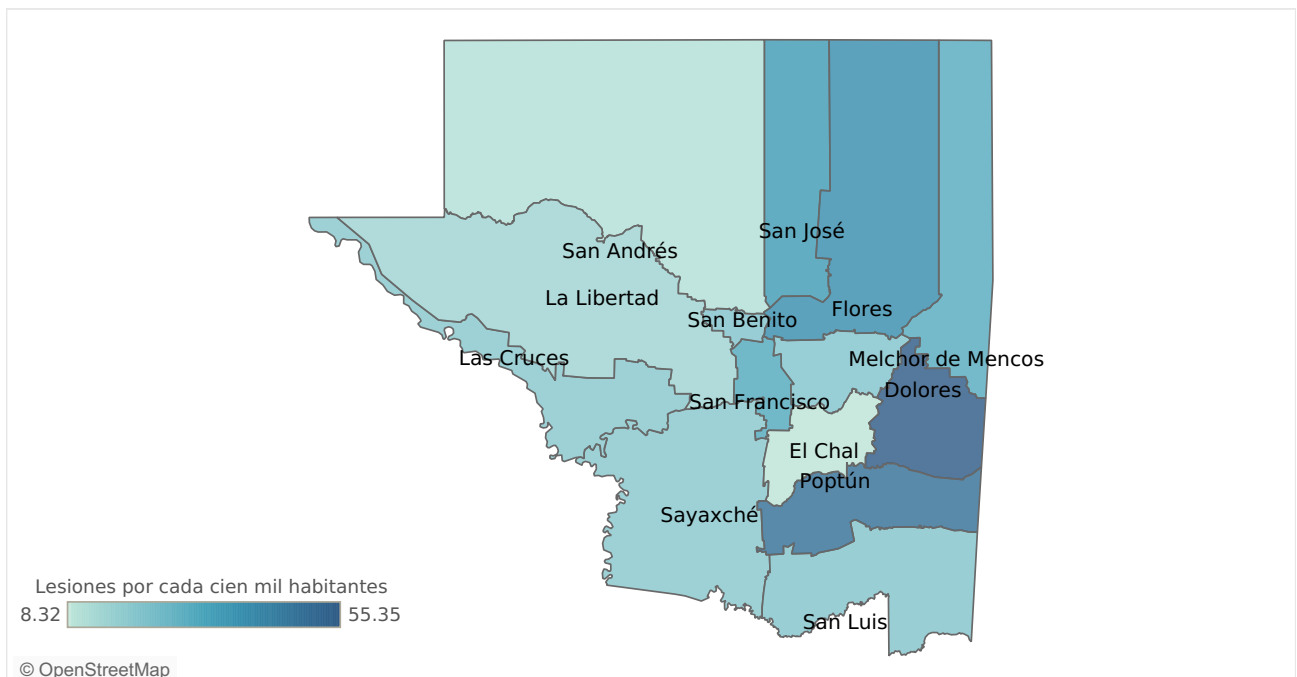 San José
San Andrés
La Libertad
Flores
San Benito
Las Cruces
Melchor de Mencos
Dolores
San Francisco
El Chal
Poptún
Sayaxché
Lesiones por cada cien mil habitantes
8.32
55.35
San Luis
© OpenStreetMap